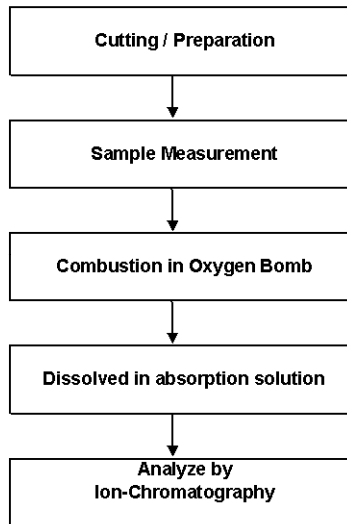 Cutting / Preparation
Sample Measurement
Combustion in Oxygen Bomb
Dissolved in absorption solution
Analyze by
Ion-Chromatography